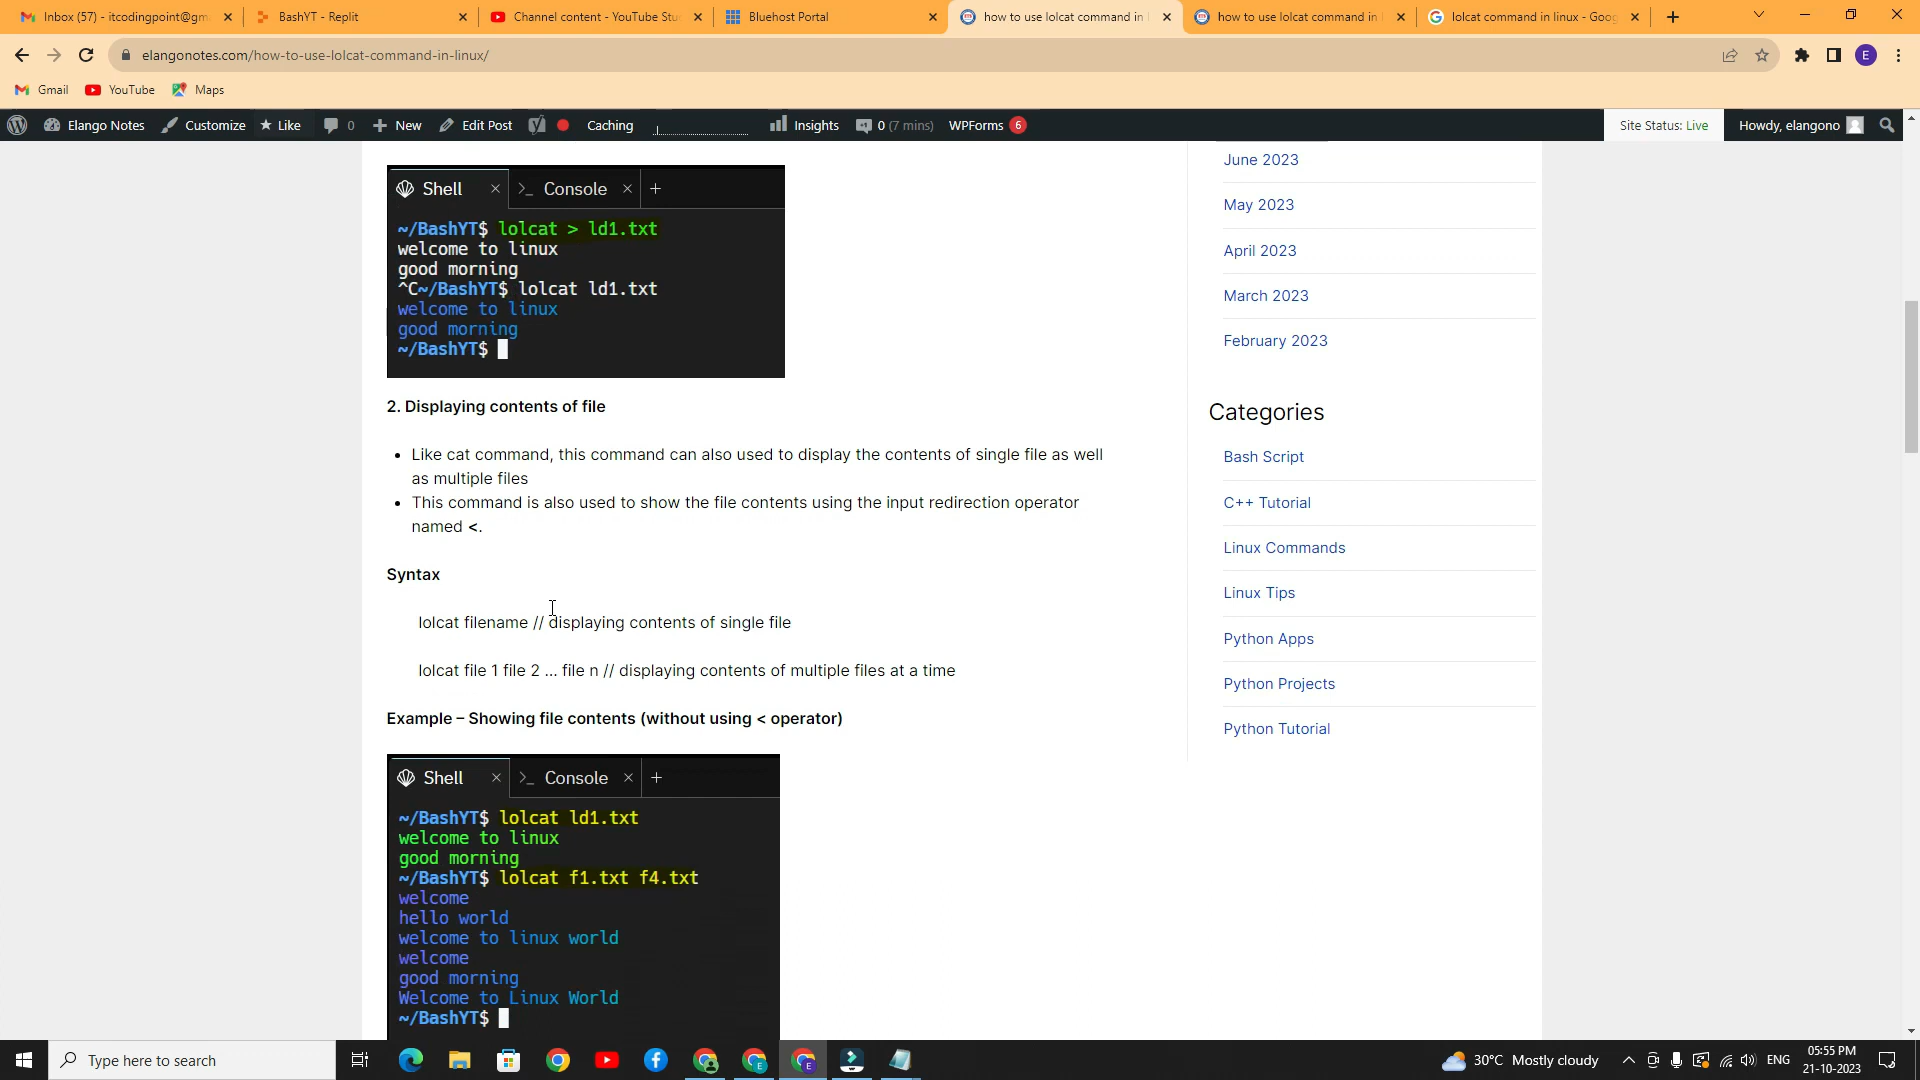 Inbox (57) - itcodingpoint@gm
BashYT - Replit
Channel content - YouTube Stu
Bluehost Portal
how to use lolcat command in l
how to use lolcat command in l
lolcat command in linux - Goog
elangonotes.com/how-to-use-lolcat-command-in-linux/
E
Gmail
YouTube
Maps
Elango Notes
Customize
Like
0
New
Edit Post
Caching
Insights
0 (7 mins)
WPForms 6
Site Status: Live
Howdy, elangono
Shell
Console
~/BashYT$ lolcat > ld1.txt
welcome to linux
good morning
^C~/BashYT$ lolcat ld1.txt
welcome to linux
good morning
~/BashYT$
2. Displaying contents of file
Like cat command, this command can also used to display the contents of single file as well
as multiple files
This command is also used to show the file contents using the input redirection operator
named <.
Syntax
lolcat filename // displaying contents of single file
lolcat file 1 file 2 … file n // displaying contents of multiple files at a time
Example – Showing file contents (without using < operator)
Shell
Console
~/BashYT$ lolcat ld1.txt
welcome to linux
good morning
~/BashYT$ lolcat f1.txt f4.txt
welcome
hello world
welcome to linux world
welcome
good morning
Welcome to Linux World
~/BashYT$
June 2023
May 2023
April 2023
March 2023
February 2023
Categories
Bash Script
C++ Tutorial
Linux Commands
Linux Tips
Python Apps
Python Projects
Python Tutorial
Type here to search
30°C Mostly cloudy
ENG
05:55 PM
21-10-2023